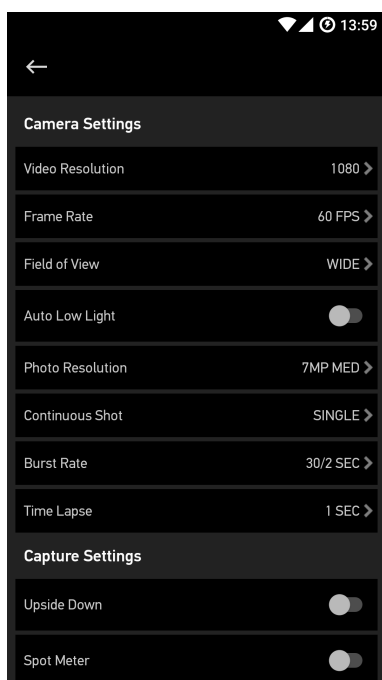 13:59
Camera Settings
Video Resolution 1080
Frame Rate 60 FPS
Field of View WIDE
Auto Low Light
Photo Resolution 7MP MED
Continuous Shot SINGLE
Burst Rate 30/2 SEC
Time Lapse 1 SEC
Capture Settings
Upside Down
Spot Meter